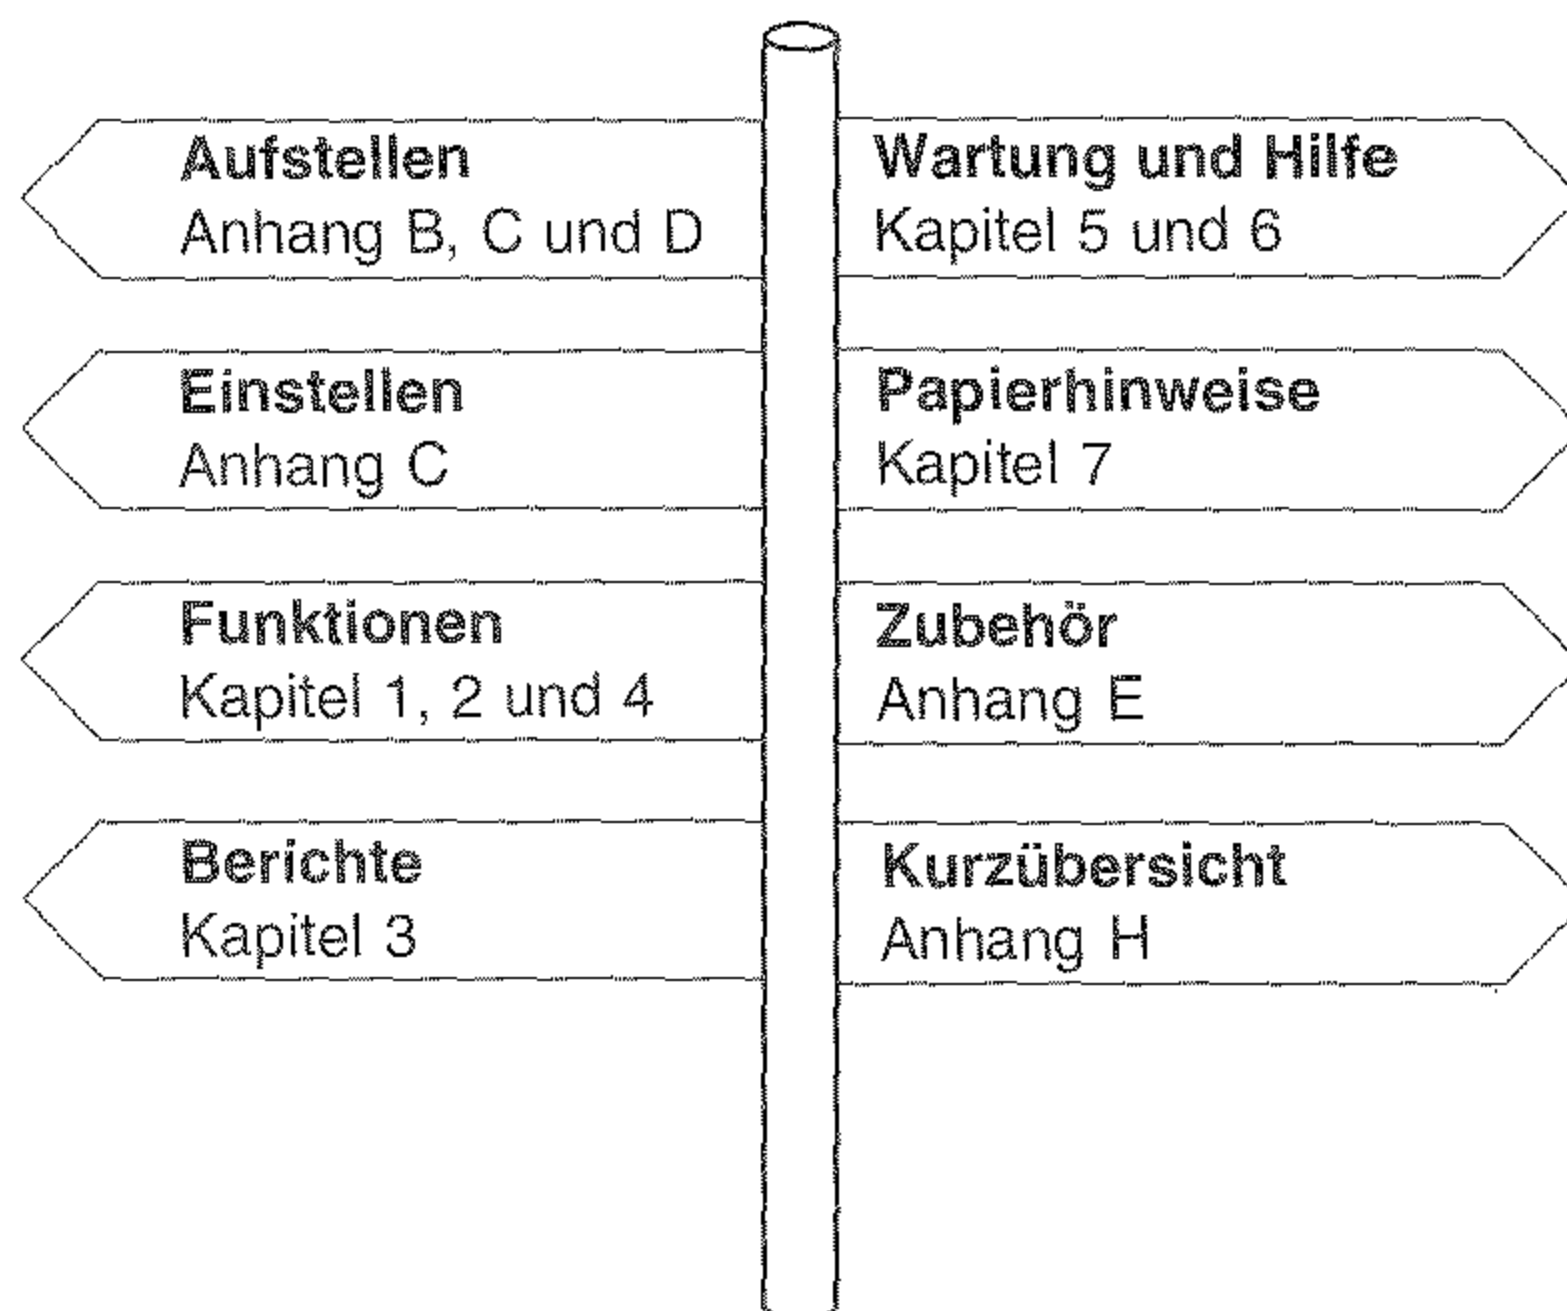 Aufstellen
Anhang B, C und D
Einstellen
Anhang C
Funktionen
Kapitel 1, 2 und 4
Berichte
Kapitel 3
Wartung und Hilfe
Kapitel 5 und 6
Papierhinweise
Kapitel 7
Zubehör
Anhang E
Kurzübersicht
Anhang H